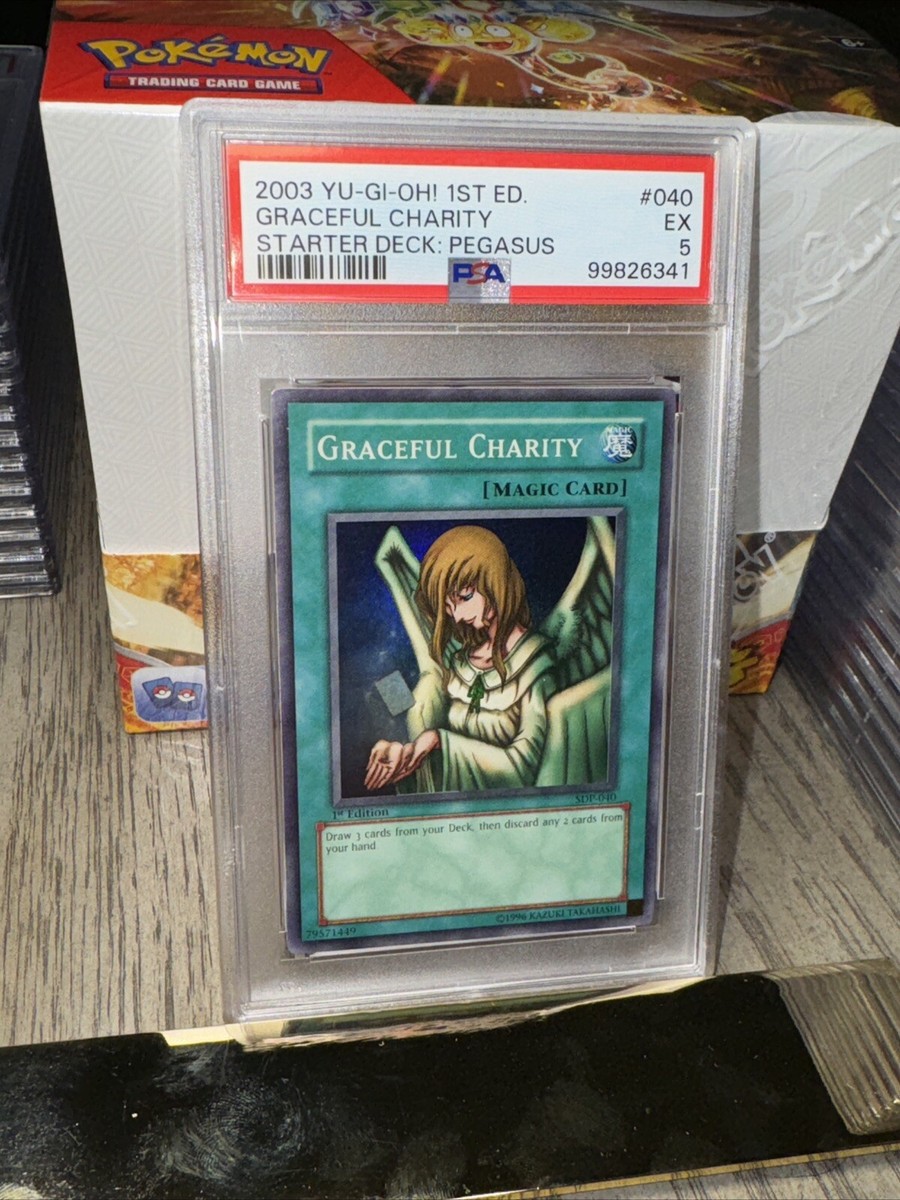 POKéMON
TRADING CARD GAME
6+
2003 YU-GI-OH! 1ST ED.
#040
GRACEFUL CHARITY
EX
STARTER DECK: PEGASUS
5
PSA
99826341
GRACEFUL CHARITY
MAGIC
魔
[MAGIC CARD]
1st Edition
SDP-040
Draw 3 cards from your Deck, then discard any 2 cards from
your hand
79571449
©1996 KAZUKI TAKAHASHI